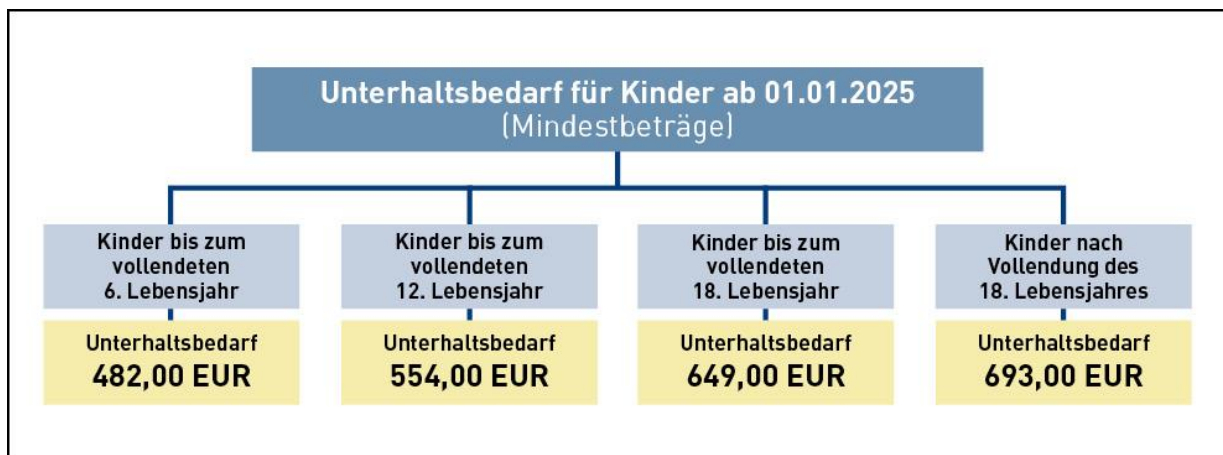 Unterhaltsbedarf für Kinder ab 01.01.2025
(Mindestbeträge)
Kinder bis zum
vollendeten
6. Lebensjahr
Unterhaltsbedarf
482,00 EUR
Kinder bis zum
vollendeten
12. Lebensjahr
Unterhaltsbedarf
554,00 EUR
Kinder bis zum
vollendeten
18. Lebensjahr
Unterhaltsbedarf
649,00 EUR
Kinder nach
Vollendung des
18. Lebensjahres
Unterhaltsbedarf
693,00 EUR